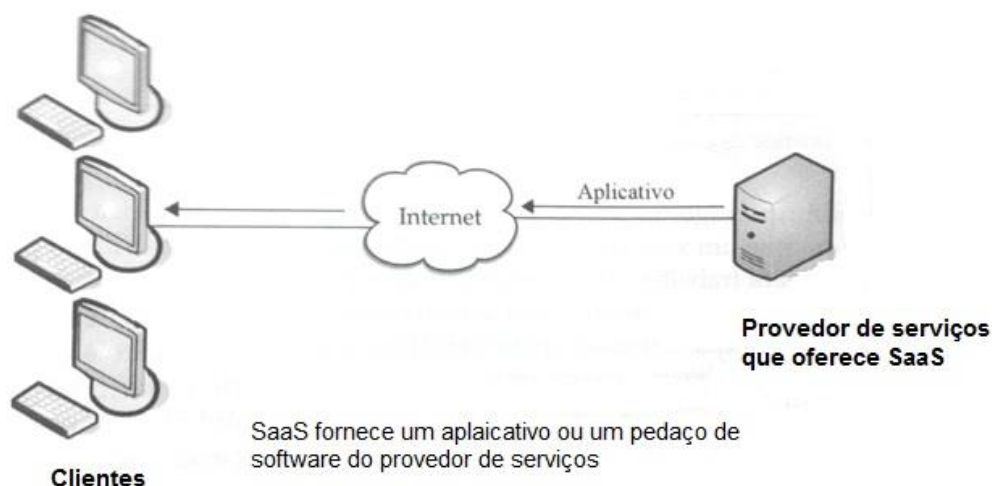 Aplicativo
Internet
Provedor de serviços
que oferece SaaS
SaaS fornece um aplaicativo ou um pedaço de
software do provedor de serviços
Clientes